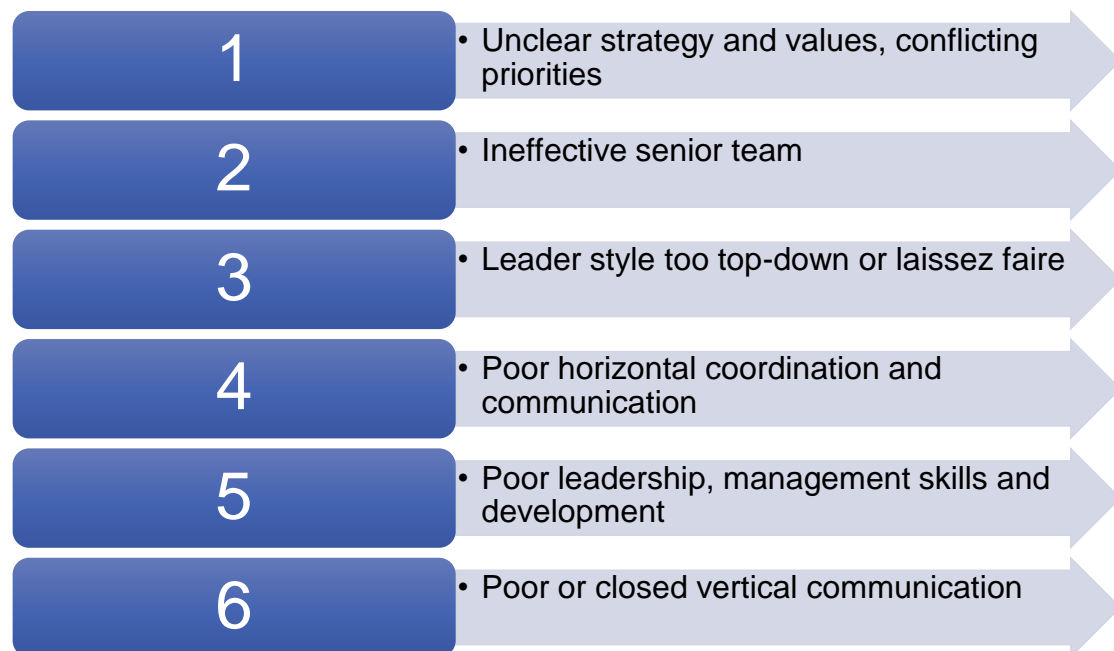 1
• Unclear strategy and values, conflicting
priorities
2
• Ineffective senior team
3
• Leader style too top-down or laissez faire
4
• Poor horizontal coordination and
communication
5
• Poor leadership, management skills and
development
6
• Poor or closed vertical communication